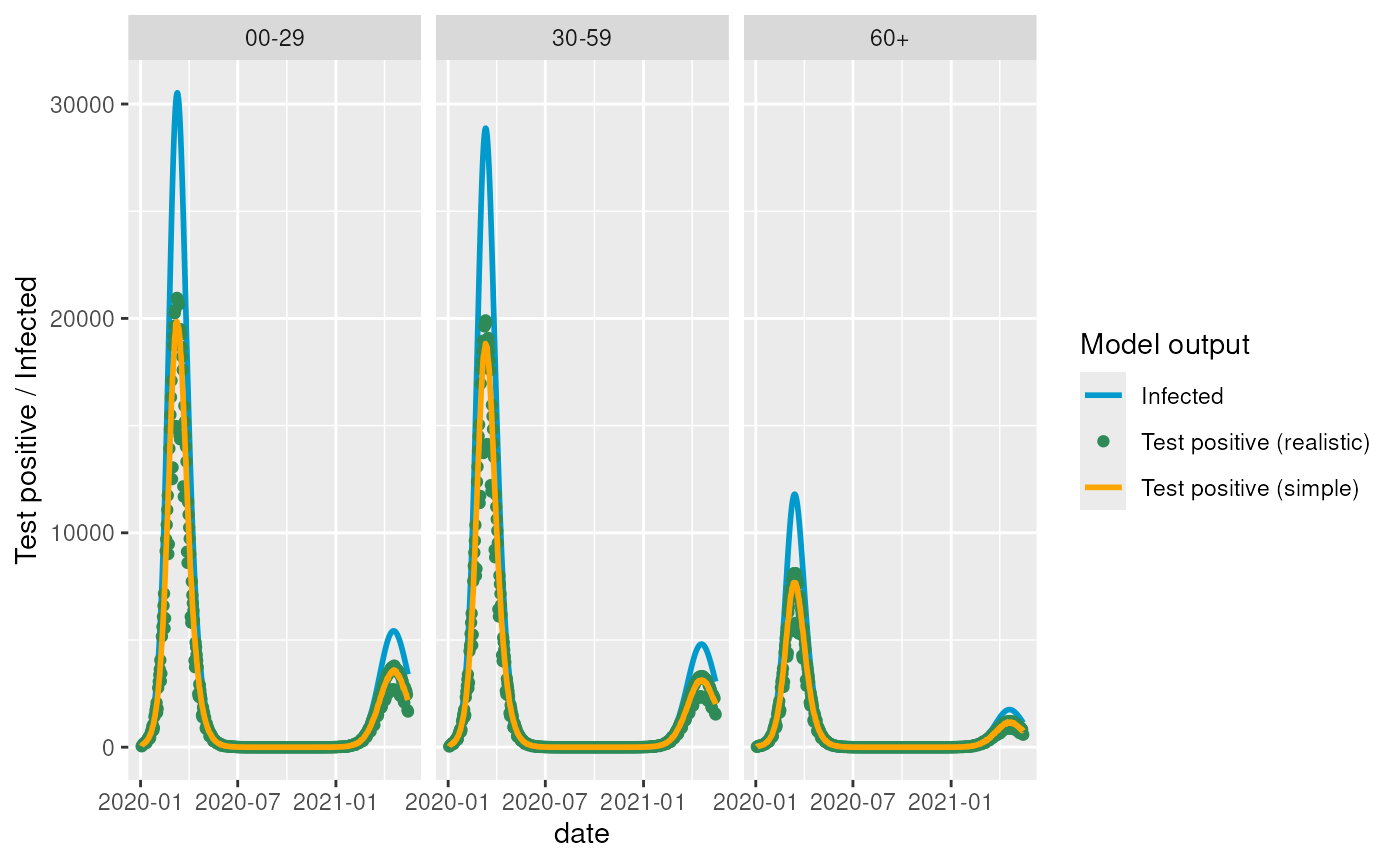 00-29 30-59 60+
30000
20000
10000
0
Test positive / Infected
2020-01 2020-07 2021-01 2020-01 2020-07 2021-01 2020-01 2020-07 2021-01
date
Model output
Infected
Test positive (realistic)
Test positive (simple)